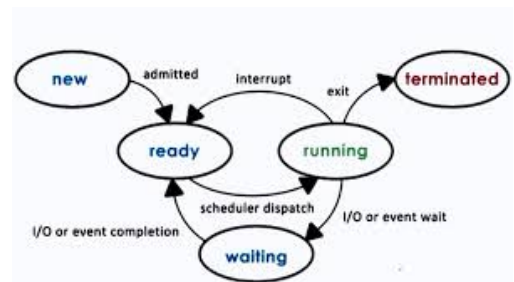 new
admitted
interrupt
exit
terminated
ready
running
scheduler dispatch
I/O or event completion
I/O or event wait
waiting